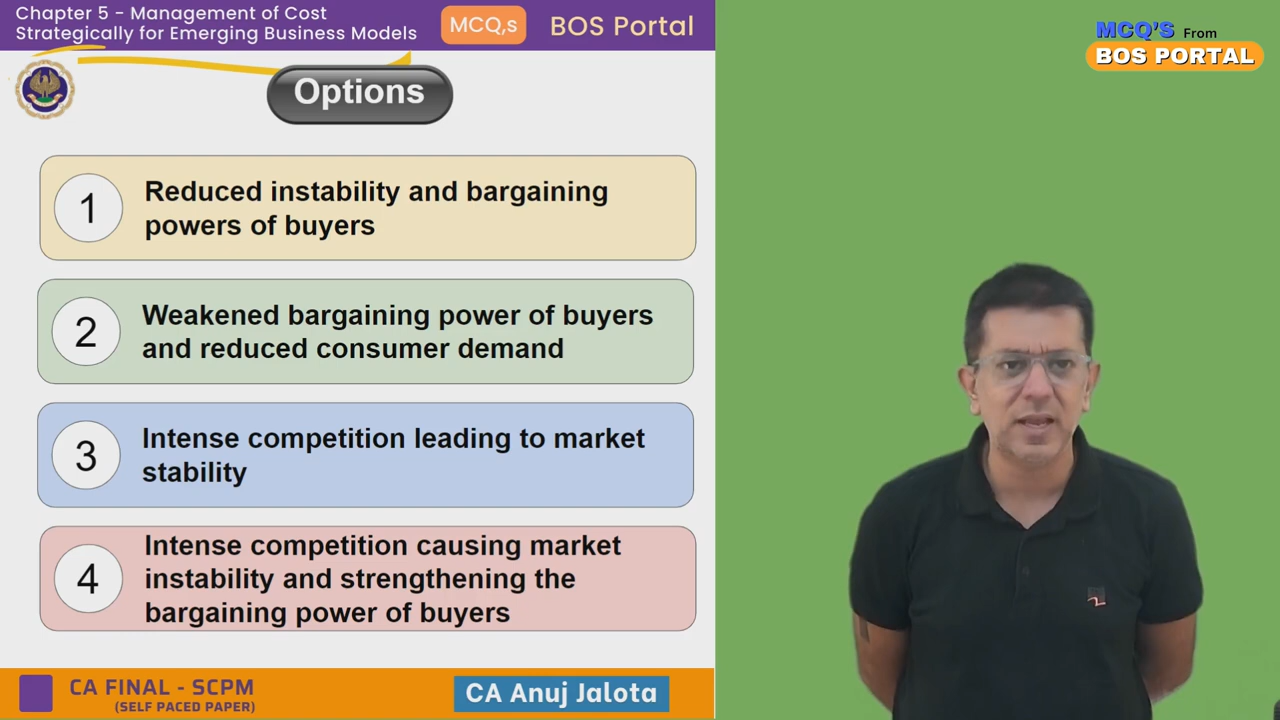 Chapter 5 - Management of Cost
Strategically for Emerging Business Models
MCQ,s
BOS Portal
MCQ'S From
BOS PORTAL
Options
1
Reduced instability and bargaining
powers of buyers
2
Weakened bargaining power of buyers
and reduced consumer demand
3
Intense competition leading to market
stability
4
Intense competition causing market
instability and strengthening the
bargaining power of buyers
CA FINAL - SCPM
(SELF PACED PAPER)
CA Anuj Jalota